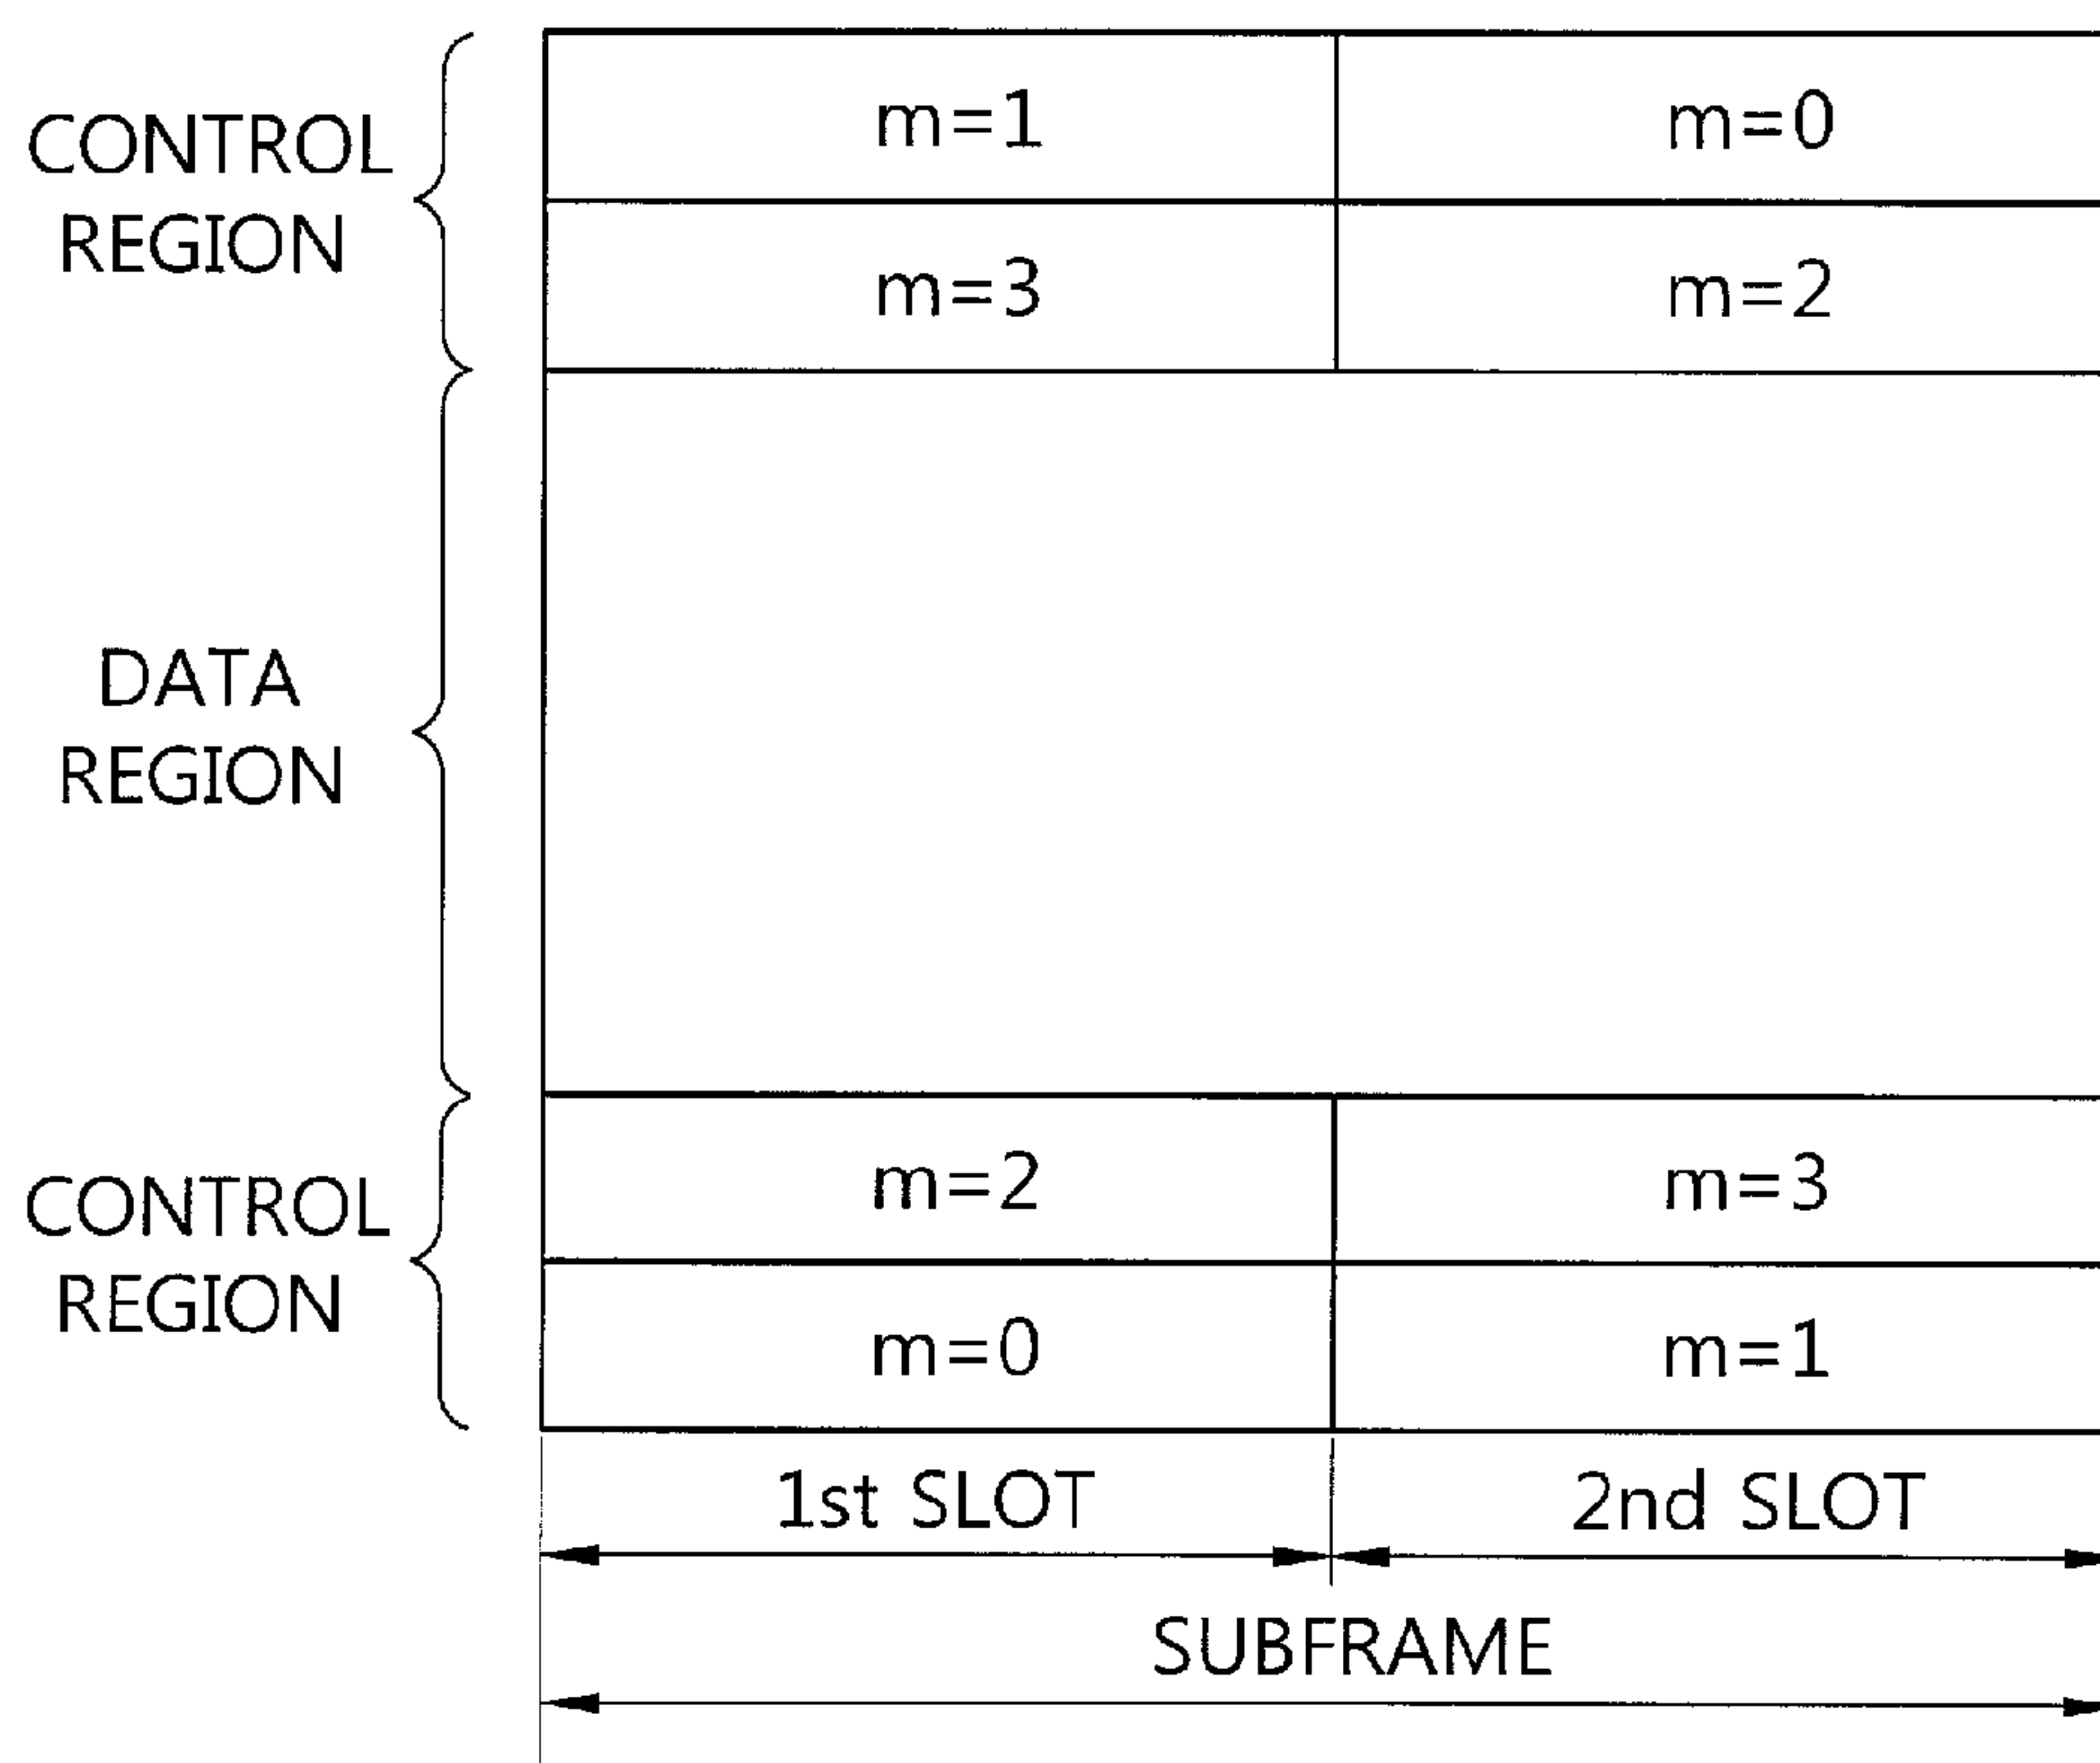 m=1 m=0
CONTROL
REGION
m=3 m=2
DATA
REGION
m=2 m=3
CONTROL
REGION
m=0 m=1
1st SLOT 2nd SLOT
SUBFRAME